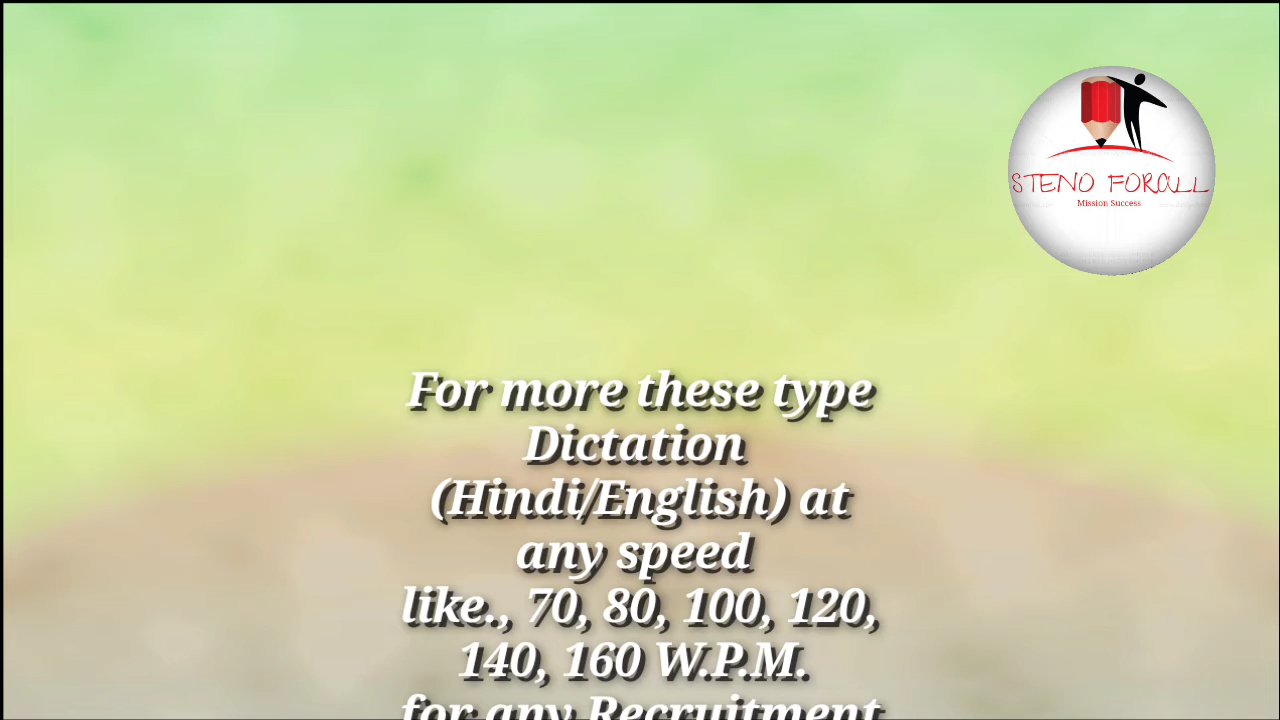 STENO FORALL
Mission Success
For more these type
Dictation
(Hindi/English) at
any speed
like., 70, 80, 100, 120,
140, 160 W.P.M.
for any Recruitment